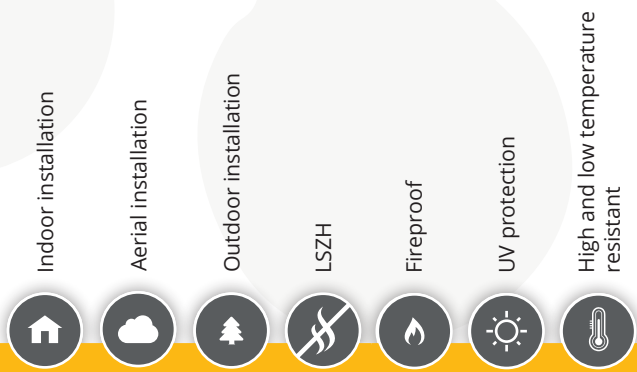 Indoor installation
Aerial installation
Outdoor installation
LSZH
Fireproof
UV protection
High and low temperature
resistant